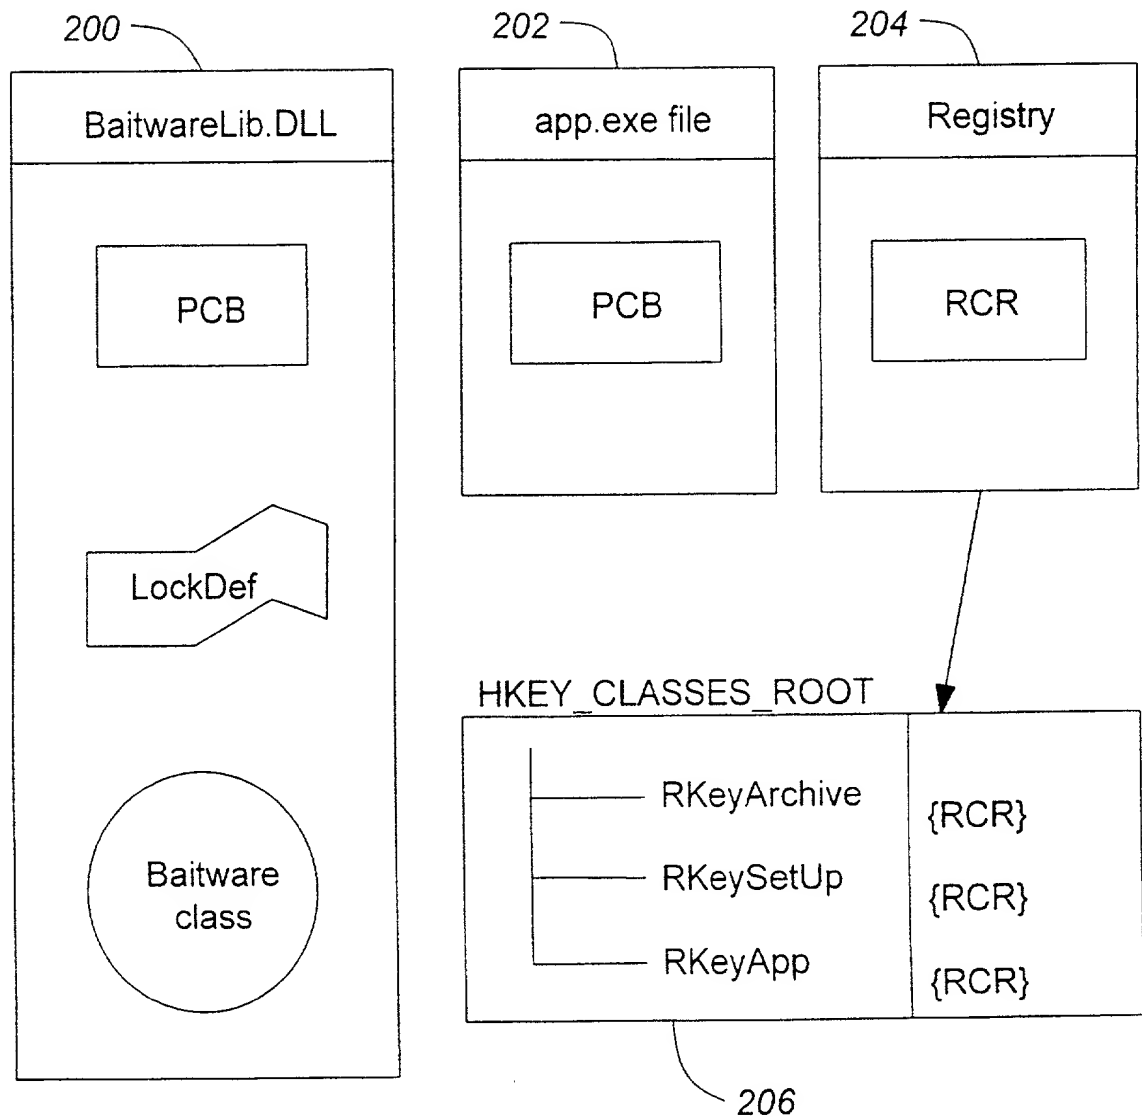 200
202
204
BaitwareLib.DLL
app.exe file
Registry
PCB
PCB
RCR
LockDef
HKEY_CLASSES_ROOT
RKeyArchive
{RCR}
RKeySetUp
{RCR}
RKeyApp
{RCR}
Baitware
class
206